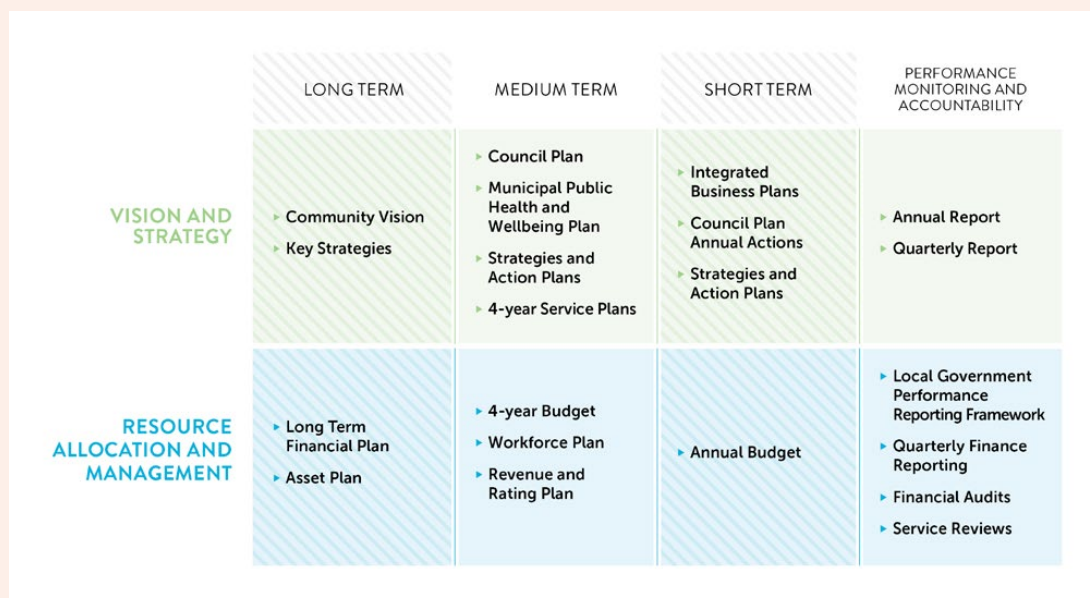 LONG TERM
MEDIUM TERM
SHORT TERM
PERFORMANCE
MONITORING AND
ACCOUNTABILITY
VISION AND
STRATEGY
Community Vision
Key Strategies
Council Plan
Municipal Public
Health and
Wellbeing Plan
Strategies and
Action Plans
4-year Service Plans
Integrated
Business Plans
Council Plan
Annual Actions
Strategies and
Action Plans
Annual Report
Quarterly Report
RESOURCE
ALLOCATION AND
MANAGEMENT
Long Term
Financial Plan
Asset Plan
4-year Budget
Workforce Plan
Revenue and
Rating Plan
Annual Budget
Local Government
Performance
Reporting Framework
Quarterly Finance
Reporting
Financial Audits
Service Reviews